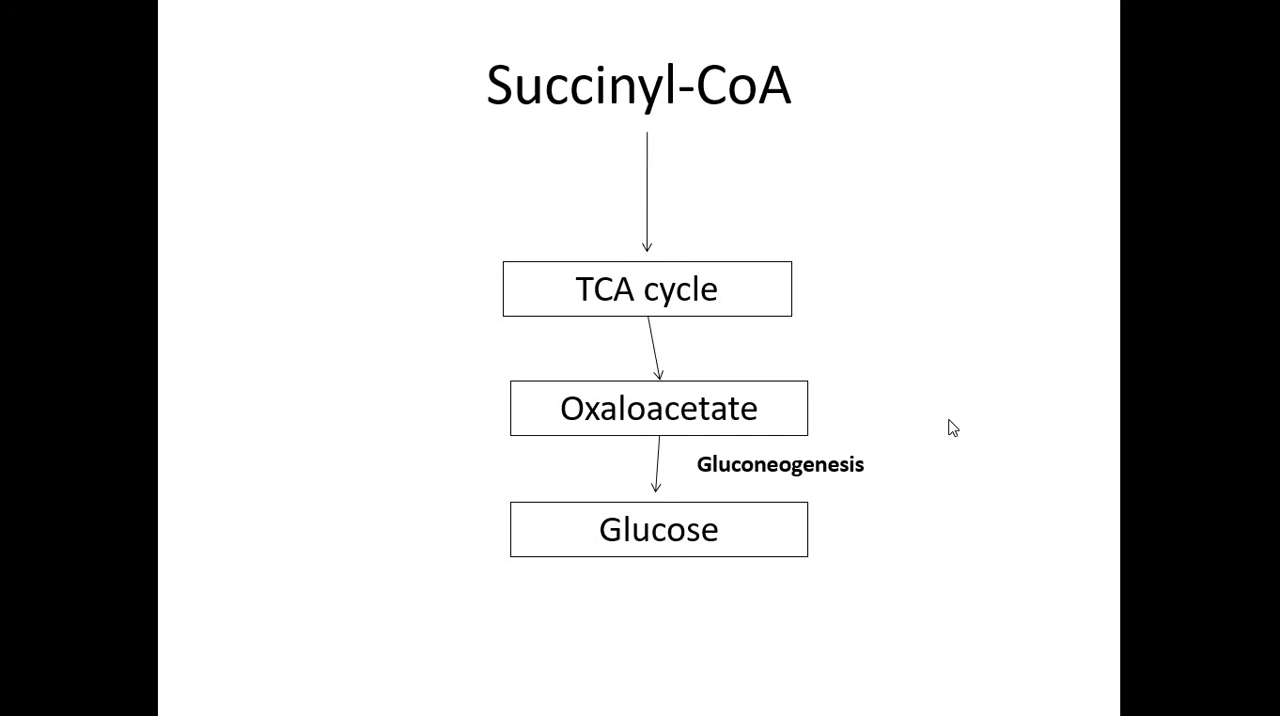 Succinyl-CoA
TCA cycle
Oxaloacetate
Gluconeogenesis
Glucose